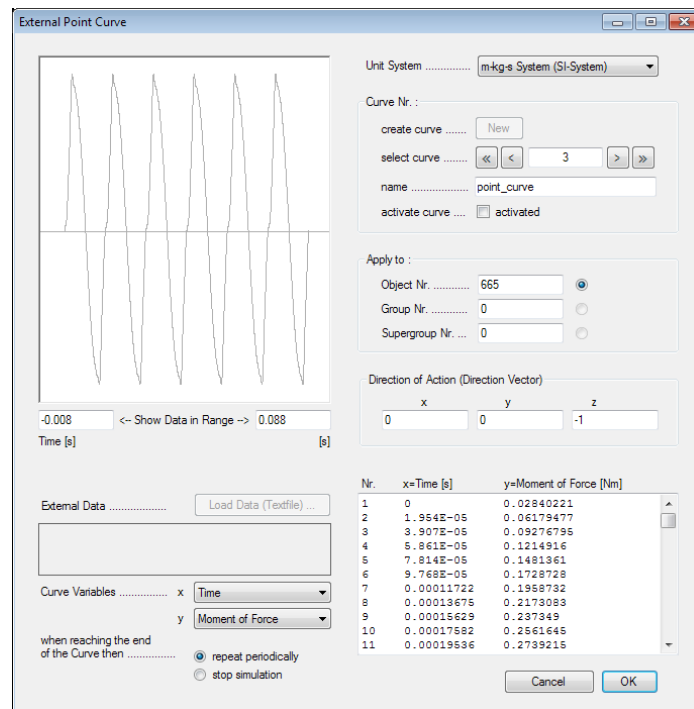 External Point Curve
Unit System .............. m-kg-s System (SI-System)
Curve Nr. :
create curve ....... New
select curve ........ « < 3 > »
name .................. point_curve
activate curve .... activated
Apply to :
Object Nr. ............ 665
Group Nr. ............ 0
Supergroup Nr. ... 0
Direction of Action (Direction Vector)
x y z
0 0 -1
-0.008 <-- Show Data in Range --> 0.088
Time [s] [s]
External Data .................. Load Data (Textfile) ...
Curve Variables ............... x Time
y Moment of Force
when reaching the end
of the Curve then ...............
repeat periodically
stop simulation
Nr. x=Time [s] y=Moment of Force [Nm]
1 0 0.02840221
2 1.954E-05 0.06179477
3 3.907E-05 0.09276795
4 5.861E-05 0.1214916
5 7.814E-05 0.1481361
6 9.768E-05 0.1728728
7 0.00011722 0.1958732
8 0.00013675 0.2173083
9 0.00015629 0.237349
10 0.00017582 0.2561645
11 0.00019536 0.2739215
Cancel OK